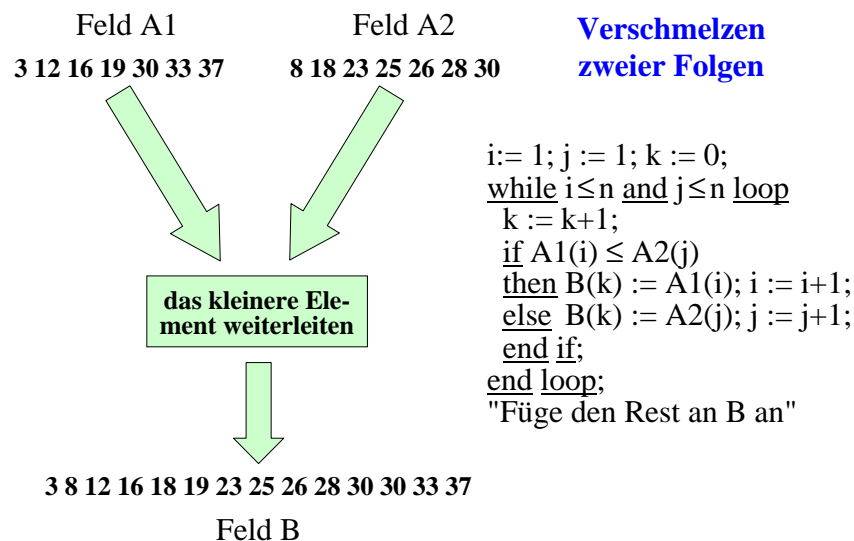 Feld A1
Feld A2
Verschmelzen
zweier Folgen
3 12 16 19 30 33 37
8 18 23 25 26 28 30
i:= 1; j := 1; k := 0;
while i≤n and j≤n loop
k := k+1;
if A1(i) ≤ A2(j)
then B(k) := A1(i); i := i+1;
else B(k) := A2(j); j := j+1;
end if;
end loop;
"Füge den Rest an B an"
das kleinere Ele-
ment weiterleiten
3 8 12 16 18 19 23 25 26 28 30 30 33 37
Feld B